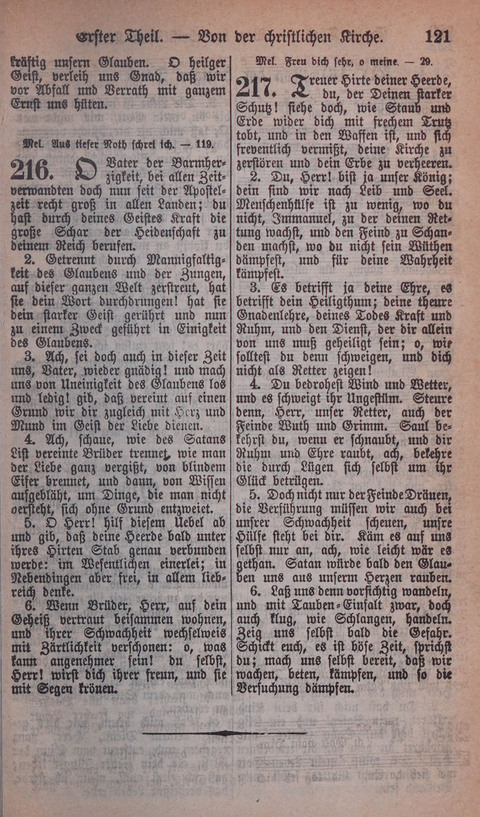 Erster Theil. — Von der christlichen Kirche. 121
kräftig unsern Glauben. O heilger
Geist, verleih uns Gnad, daß wir
vor Abfall und Verrath mit ganzem
Ernst uns hüten.
Mel. Aus tiefer Noth schrei ich. — 119.
216. O Vater der Barmher-
zigkeit, bei allen Zeit-
verwandten doch nun seit der Apostel-
zeit recht groß in allen Landen; du
hast durch deines Geistes Kraft die
große Schar der Heidenschaft zu
deinem Reich berufen.
2. Getrennt durch Mannigfaltig-
keit des Glaubens und der Zungen,
auf dieser ganzen Welt zerstreut, hat
sie dein Wort durchdrungen! hat sie
dein starker Geist gerührt und nun
zu einem Zweck geführt in Einigkeit
des Glaubens.
3. Ach, sei doch auch in dieser Zeit
uns, Vater, wieder gnädig! und mach
uns von Uneinigkeit des Glaubens los
und ledig! gib, daß vereint auf einen
Grund wir dir zugleich mit Herz und
Mund im Geist der Liebe dienen.
4. Ach, schaue, wie des Satans
List vereinte Brüder trennet, wie man
der Liebe ganz vergißt, von blindem
Eifer brennet, und dann, von Wissen
aufgebläht, um Dinge, die man nicht
versteht, sich ohne Grund entzweiet.
5. O Herr! hilf diesem Uebel ab
und gib, daß deine Heerde bald unter
ihres Hirten Stab genau verbunden
werde: im Wesentlichen einerlei; in
Nebendingen aber frei, in allem lieb-
reich denke.
6. Wenn Brüder, Herr, auf dein
Geheiß vertraut beisammen wohnen,
und ihrer Schwachheit wechselweis
mit Zärtlichkeit verschonen: o, was
kann angenehmer sein! du selbst,
Herr! wirst dich ihrer freun, und sie
mit Segen krönen.
Mel. Freu dich sehr, o meine. — 29.
217. Treuer Hirte deiner Heerde,
du, der Deinen starker
Schutz! siehe doch, wie Staub und
Erde wider dich mit frechem Trutz
tobt, und in den Waffen ist, und sich
freventlich vermißt, deine Kirche zu
zerstören und dein Erbe zu verheeren.
2. Du, Herr! bist ja unser König;
dein sind wir nach Leib und Seel.
Menschenhülfe ist zu wenig, wo du
nicht, Immanuel, zu der deinen Ret-
tung wachst, und den Feind zu Schan-
den machst, wo du nicht sein Wüthen
dämpfest, und für deine Wahrheit
kämpfest.
3. Es betrifft ja deine Ehre, es
betrifft dein Heiligthum; deine theure
Gnadenlehre, deines Todes Kraft und
Ruhm, und den Dienst, der dir allein
von uns muß geheiligt sein; o, wie
solltest du denn schweigen, und dich
nicht als Retter zeigen!
4. Du bedrohest Wind und Wetter,
und es schweigt ihr Ungestüm. Steure
denn, Herr, unser Retter, auch der
Feinde Wuth und Grimm. Saul be-
kehrst du, wenn er schnaubt, und dir
Ruhm und Ehre raubt, ach, bekehre
die durch Lügen sich selbst um ihr
Glück betrügen.
5. Doch nicht nur der Feinde Dräuen,
die Verführung müssen wir auch bei
unsrer Schwachheit scheuen, unsre
Hülfe steht bei dir. Käm es auf uns
selbst nur an, ach, wie leicht wär es
gethan. Satan würde bald den Glau-
ben uns aus unserm Herzen rauben.
6. Laß uns denn vorsichtig wandeln,
und mit Tauben-Einfalt zwar, doch
auch klug, wie Schlangen, handeln.
Zeig uns selbst bald die Gefahr.
Schickt euch, es ist böse Zeit, sprichst
du; mach uns selbst bereit, daß wir
wachen, beten, kämpfen, und so die
Versuchung dämpfen.